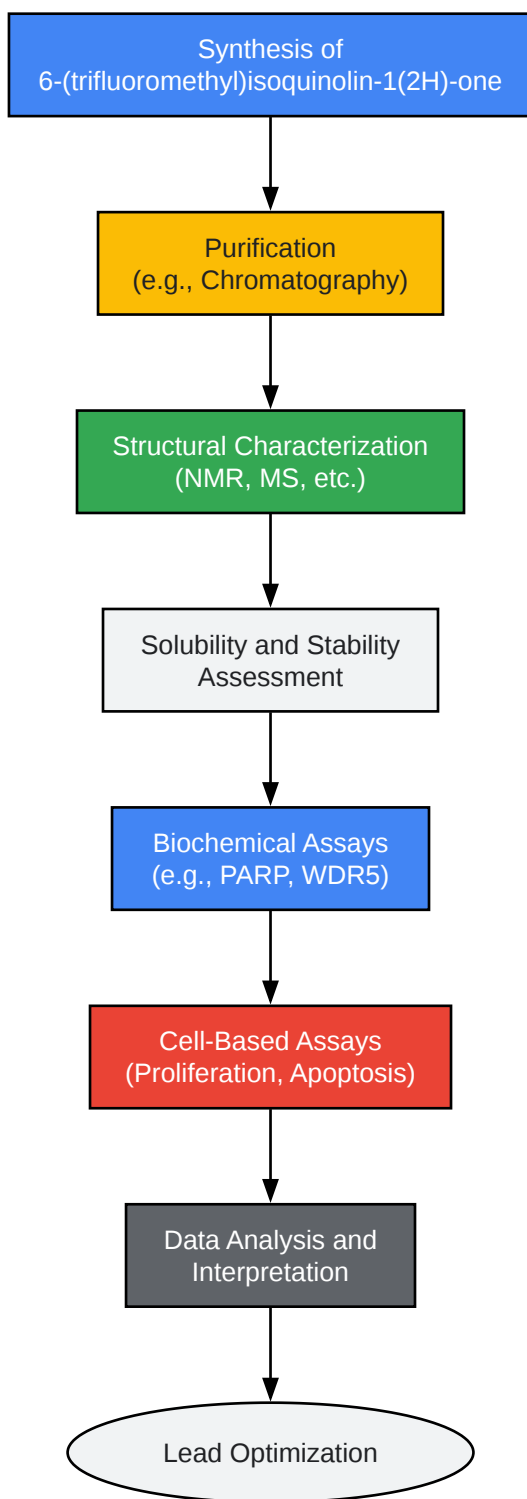 Synthesis of
6-(trifluoromethyl)isoquinolin-1(2H)-one
Purification
(e.g., Chromatography)
Structural Characterization
(NMR, MS, etc.)
Solubility and Stability
Assessment
Biochemical Assays
(e.g., PARP, WDR5)
Cell-Based Assays
(Proliferation, Apoptosis)
Data Analysis and
Interpretation
Lead Optimization